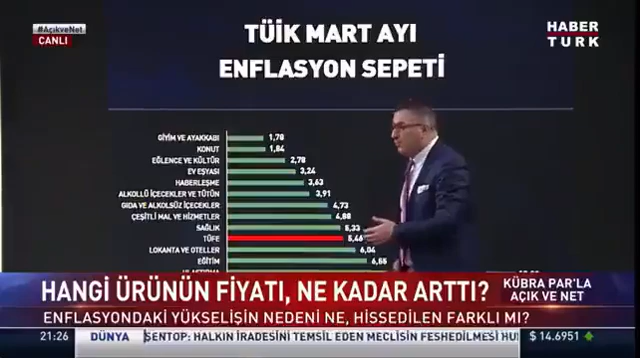 #AçıkveNet
CANLI
TÜİK MART AYI
ENFLASYON SEPETİ
HABER
TURK
GİYİM VE AYAKKABI 1,78
KONUT 1,84
EĞLENCE VE KÜLTÜR 2,78
EV EŞYASI 3,24
HABERLEŞME 3,63
ALKOLLÜ İÇECEKLER VE TÜTÜN 3,91
GIDA VE ALKOLSÜZ İÇECEKLER 4,73
ÇEŞİTLİ MAL VE HİZMETLER 4,88
SAĞLIK 5,33
TÜFE 5,46
LOKANTA VE OTELLER 6,04
EĞİTİM 6,55
HANGİ ÜRÜNÜN FİYATI, NE KADAR ARTTI?
KÜBRA PAR'LA
AÇIK VE NET
ENFLASYONDAKİ YÜKSELİŞİN NEDENİ NE, HİSSEDİLEN FARKLI MI?
21:26 DÜNYA ŞENTOP: HALKIN İRADESİNİ TEMSİL EDEN MECLİSİN FESHEDİLMESİ $ 14.6951